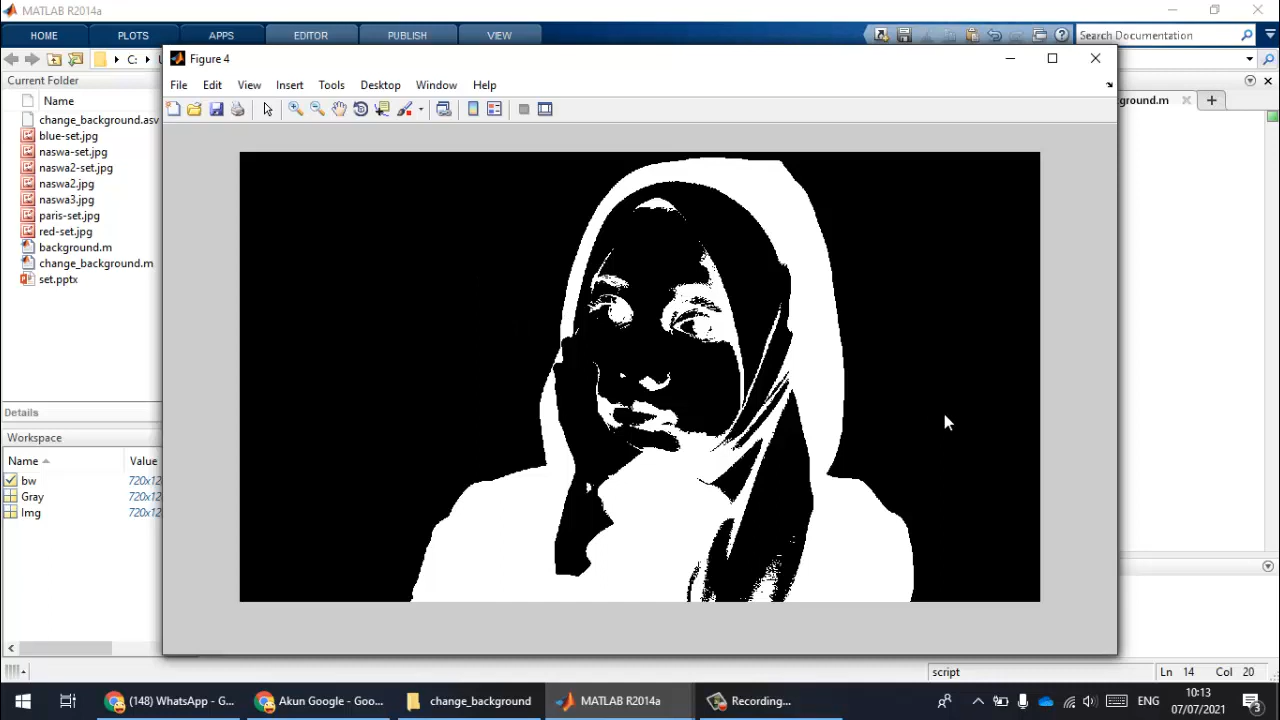 MATLAB R2014a
HOME PLOTS APPS EDITOR PUBLISH VIEW Search Documentation
C:
Figure 4
File Edit View Insert Tools Desktop Window Help
Current Folder
Name
ground.m
change_background.asv
blue-set.jpg
naswa-set.jpg
naswa2-set.jpg
naswa2.jpg
naswa3.jpg
paris-set.jpg
red-set.jpg
background.m
change_background.m
set.pptx
Details
Workspace
Name Value
bw 720x12
Gray 720x12
Img 720x12
script Ln 14 Col 20
(148) WhatsApp - G... Akun Google - Goo... change_background MATLAB R2014a Recording... ENG
10:13
07/07/2021
3